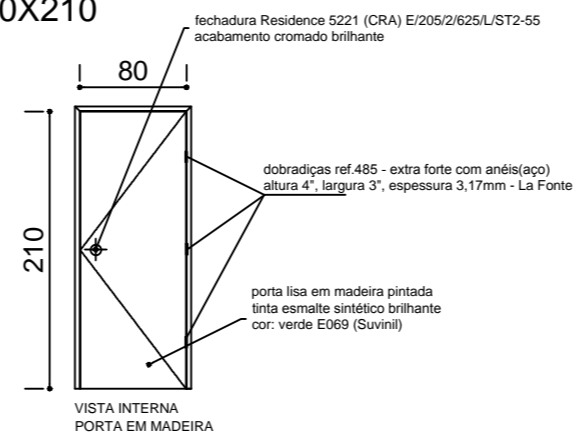 0X210
fechadura Residence 5221 (CRA) E/205/2/625/L/ST2-55
acabamento cromado brilhante
80
dobradiças ref.485 - extra forte com anéis(aço)
altura 4", largura 3", espessura 3,17mm - La Fonte
210
porta lisa em madeira pintada
tinta esmalte sintético brilhante
cor: verde E069 (Suvinil)
VISTA INTERNA
PORTA EM MADEIRA